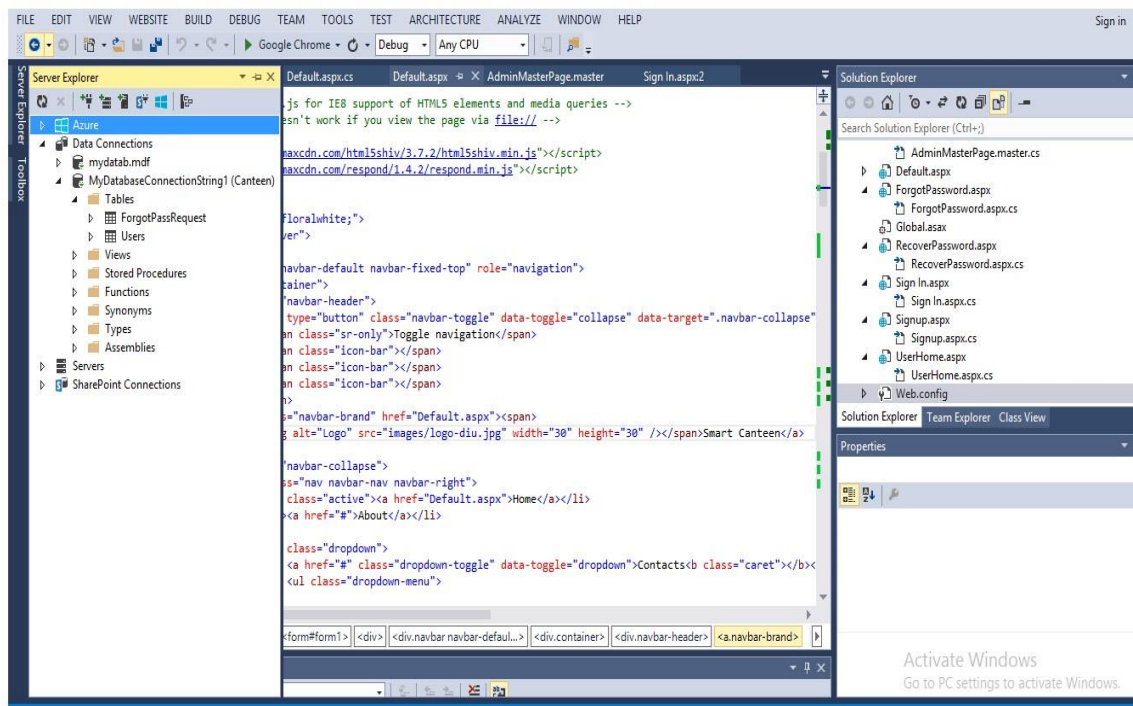 FILE EDIT VIEW WEBSITE BUILD DEBUG TEAM TOOLS TEST ARCHITECTURE ANALYZE WINDOW HELP
Sign in
Google Chrome
Debug
Any CPU
Server Explorer
Toolbox
Server Explorer
Azure
Data Connections
mydatab.mdf
MyDatabaseConnectionString1 (Canteen)
Tables
ForgotPassRequest
Users
Views
Stored Procedures
Functions
Synonyms
Types
Assemblies
Servers
SharePoint Connections
Default.aspx.cs Default.aspx AdminMasterPage.master Sign In.aspx:2
.js for IE8 support of HTML5 elements and media queries -->
esn't work if you view the page via file:// -->
maxcdn.com/html5shiv/3.7.2/html5shiv.min.js"></script>
maxcdn.com/respond/1.4.2/respond.min.js"></script>
floralwhite;">
ver">
navbar-default navbar-fixed-top" role="navigation">
tainer">
"navbar-header">
type="button" class="navbar-toggle" data-toggle="collapse" data-target=".navbar-collapse"
an class="sr-only">Toggle navigation</span>
an class="icon-bar"></span>
an class="icon-bar"></span>
an class="icon-bar"></span>
n>
s="navbar-brand" href="Default.aspx"><span>
g alt="Logo" src="images/logo-diu.jpg" width="30" height="30" /></span>Smart Canteen</a>
"navbar-collapse">
ss="nav navbar-nav navbar-right">
class="active"><a href="Default.aspx">Home</a></li>
><a href="#">About</a></li>
class="dropdown">
<a href="#" class="dropdown-toggle" data-toggle="dropdown">Contacts<b class="caret"></b><
<ul class="dropdown-menu">
<form#form1> <div> <div.navbar navbar-defaul...> <div.container> <div.navbar-header> <a.navbar-brand>
Solution Explorer
Search Solution Explorer (Ctrl+;)
AdminMasterPage.master.cs
Default.aspx
ForgotPassword.aspx
ForgotPassword.aspx.cs
Global.asax
RecoverPassword.aspx
RecoverPassword.aspx.cs
Sign In.aspx
Sign In.aspx.cs
Signup.aspx
Signup.aspx.cs
UserHome.aspx
UserHome.aspx.cs
Web.config
Solution Explorer Team Explorer Class View
Properties
Activate Windows
Go to PC settings to activate Windows.